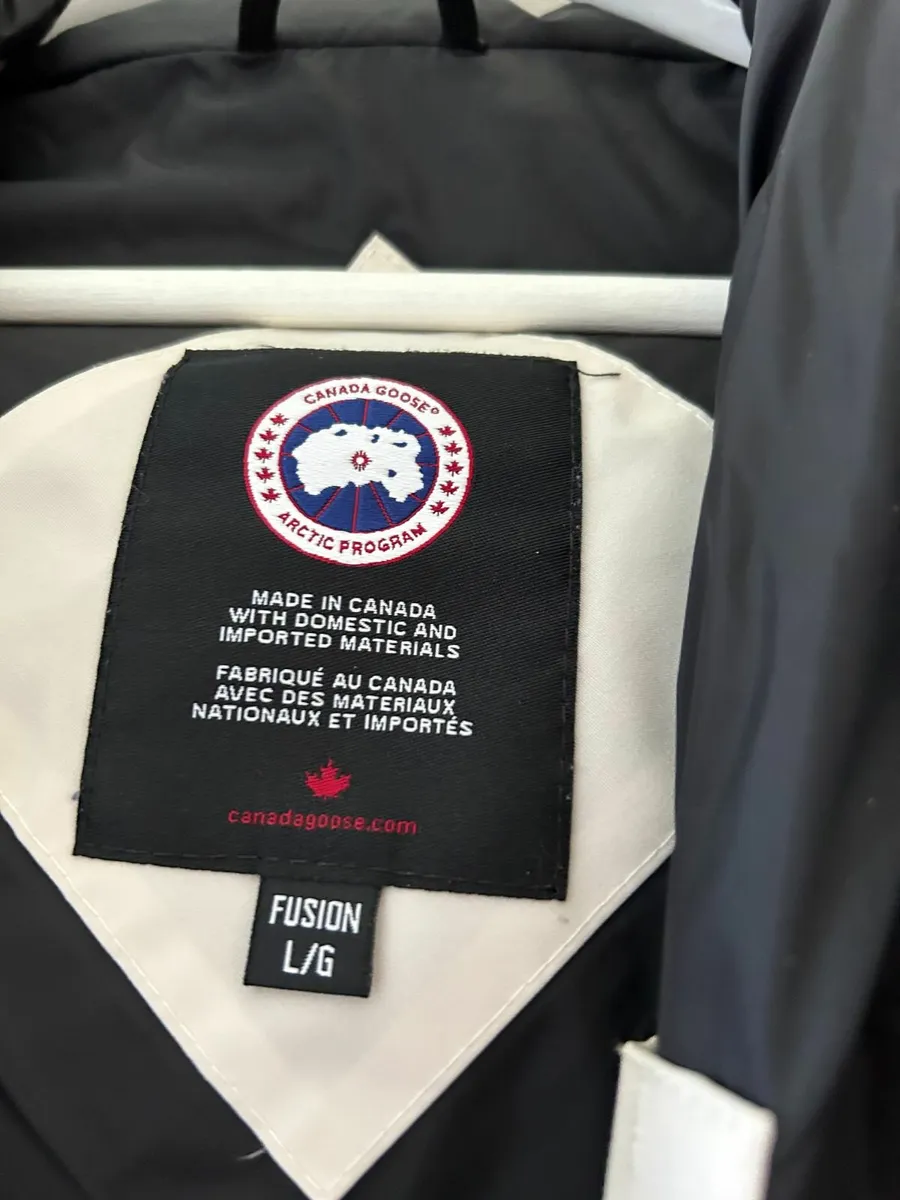 CANADA GOOSE®
ARCTIC PROGRAM
MADE IN CANADA
WITH DOMESTIC AND
IMPORTED MATERIALS
FABRIQUÉ AU CANADA
AVEC DES MATERIAUX
NATIONAUX ET IMPORTÉS
canadagoose.com
FUSION
L/G